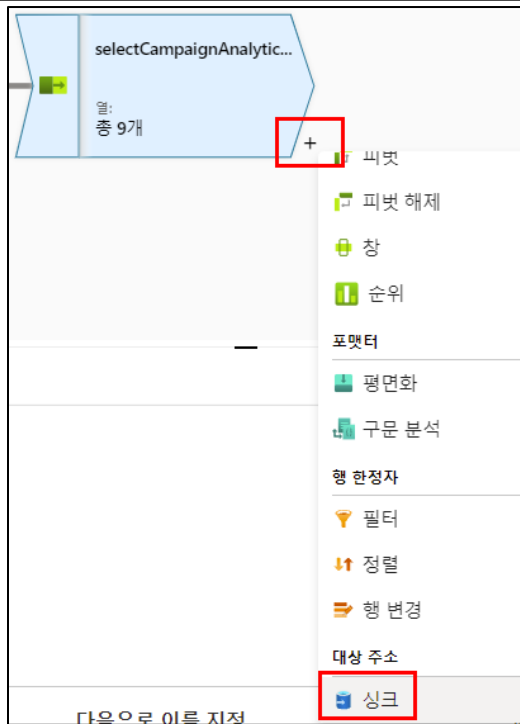 selectCampaignAnalytic...
열:
총 9개
+
피벗
피벗 해제
창
순위
포맷터
평면화
구문 분석
행 한정자
필터
정렬
행 변경
대상 주소
싱크
다음으로 이름 지정